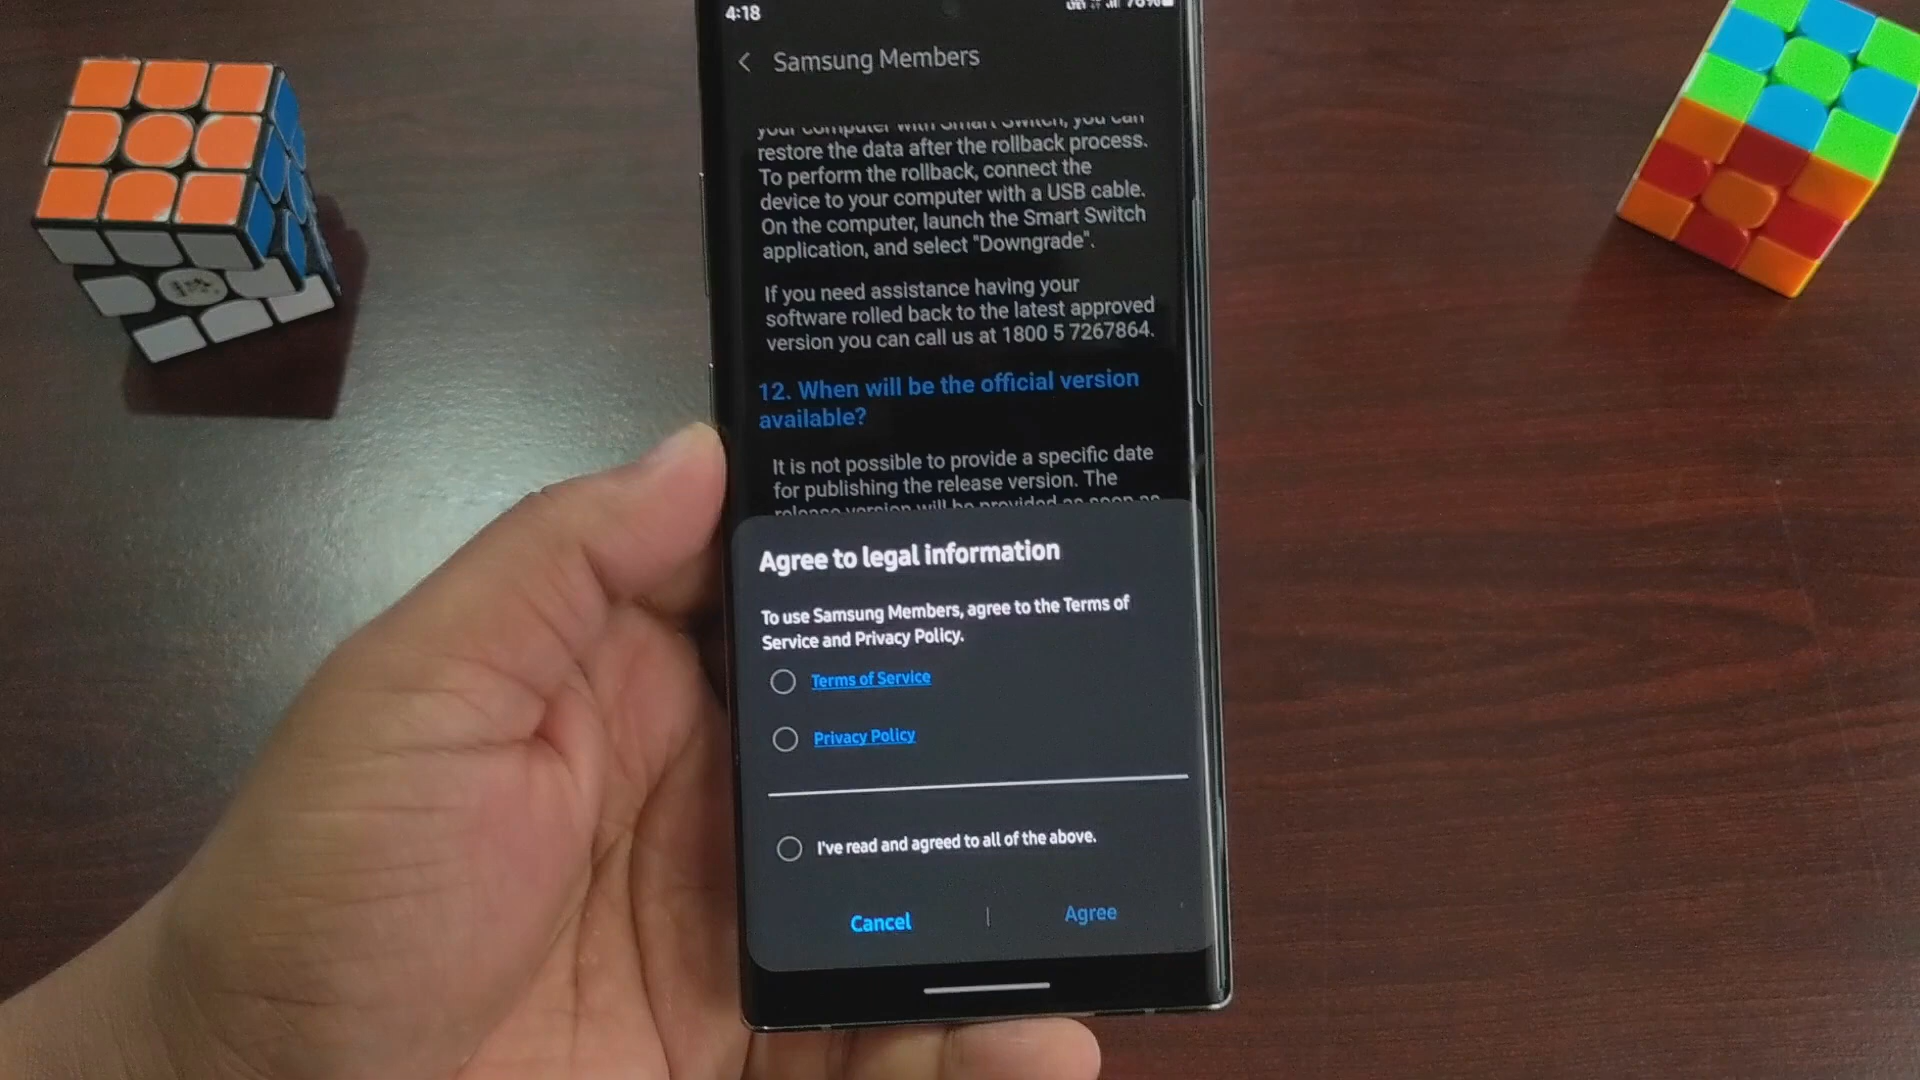 4:18
76%
Samsung Members
your computer with Smart Switch, you can
restore the data after the rollback process.
To perform the rollback, connect the
device to your computer with a USB cable.
On the computer, launch the Smart Switch
application, and select "Downgrade".
If you need assistance having your
software rolled back to the latest approved
version you can call us at 1800 5 7267864.
12. When will be the official version
available?
It is not possible to provide a specific date
for publishing the release version. The
release version will be provided as soon as
Agree to legal information
To use Samsung Members, agree to the Terms of
Service and Privacy Policy.
Terms of Service
Privacy Policy
I've read and agreed to all of the above.
Cancel
Agree